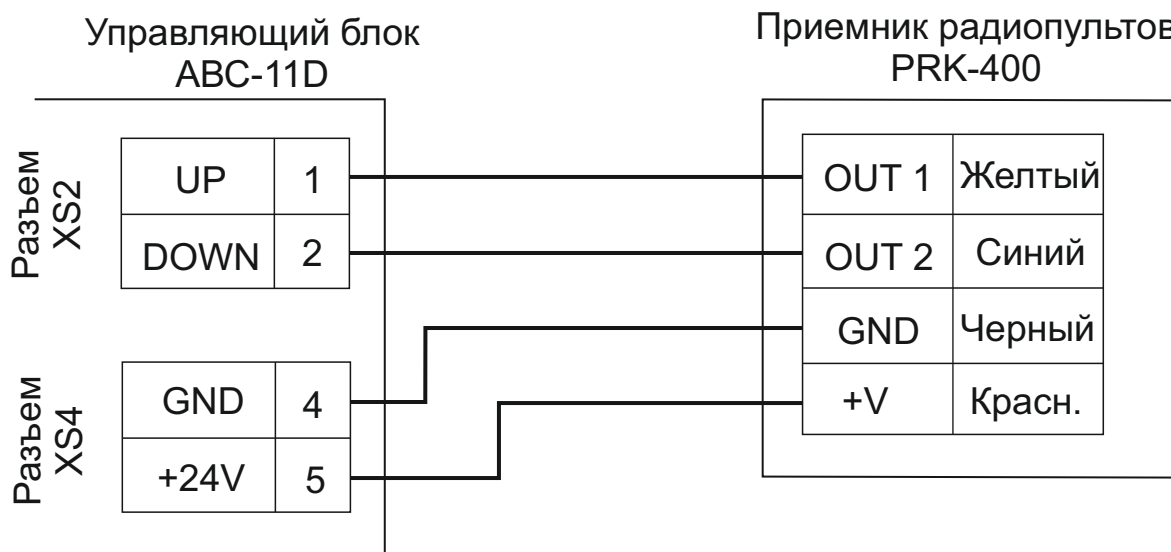 Управляющий блок
ABC-11D
Разъем
XS2
UP 1
DOWN 2
Разъем
XS4
GND 4
+24V 5
Приемник радиопультов
PRK-400
OUT 1 Желтый
OUT 2 Синий
GND Черный
+V Красн.